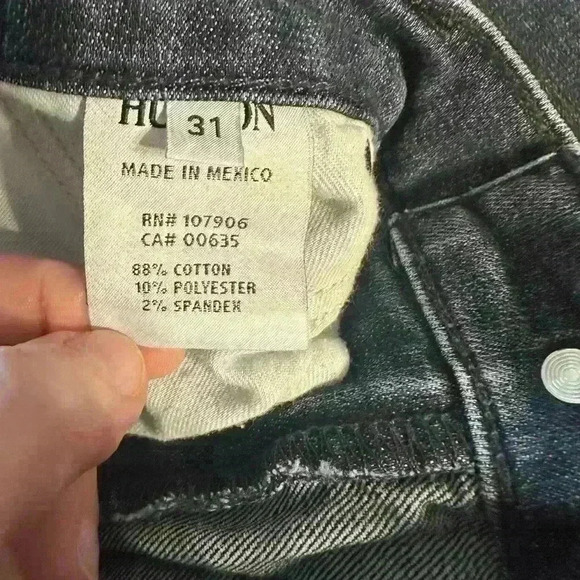 31
MADE IN MEXICO
RN# 107906
CA# 00635
88% COTTON
10% POLYESTER
2% SPANDEX